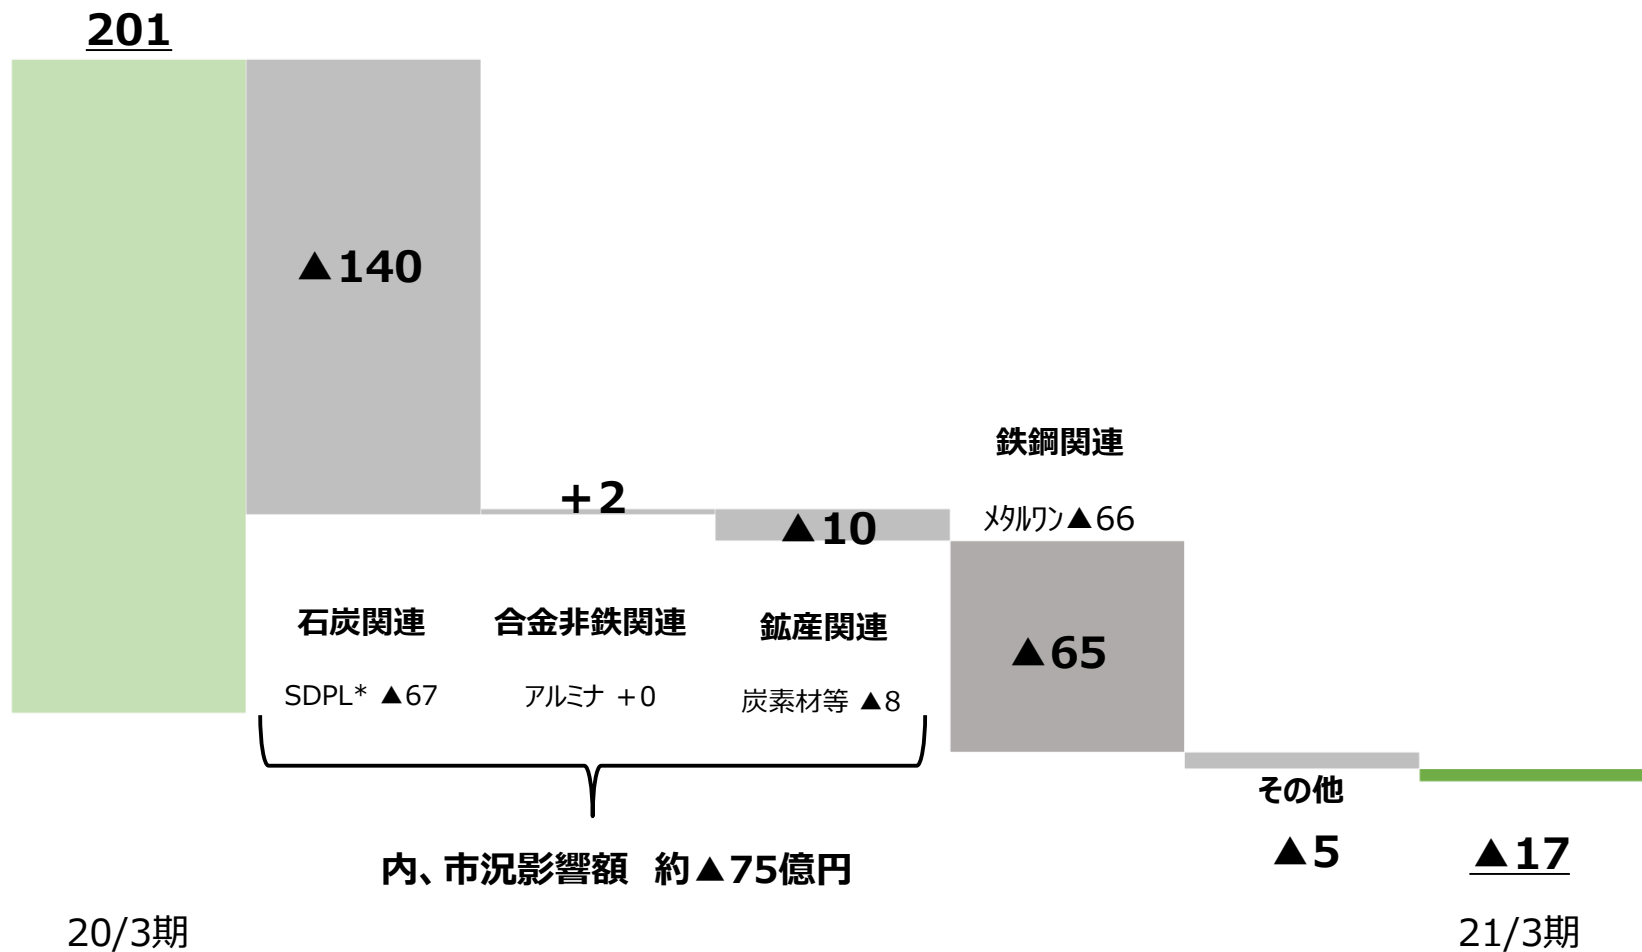 201
▲140
+2
▲10
鉄鋼関連
ﾒﾀﾙﾜﾝ▲66
▲65
石炭関連
SDPL* ▲67
合金非鉄関連
アルミナ +0
鉱産関連
炭素材等 ▲8
内、市況影響額 約▲75億円
その他
▲5
▲17
20/3期
21/3期